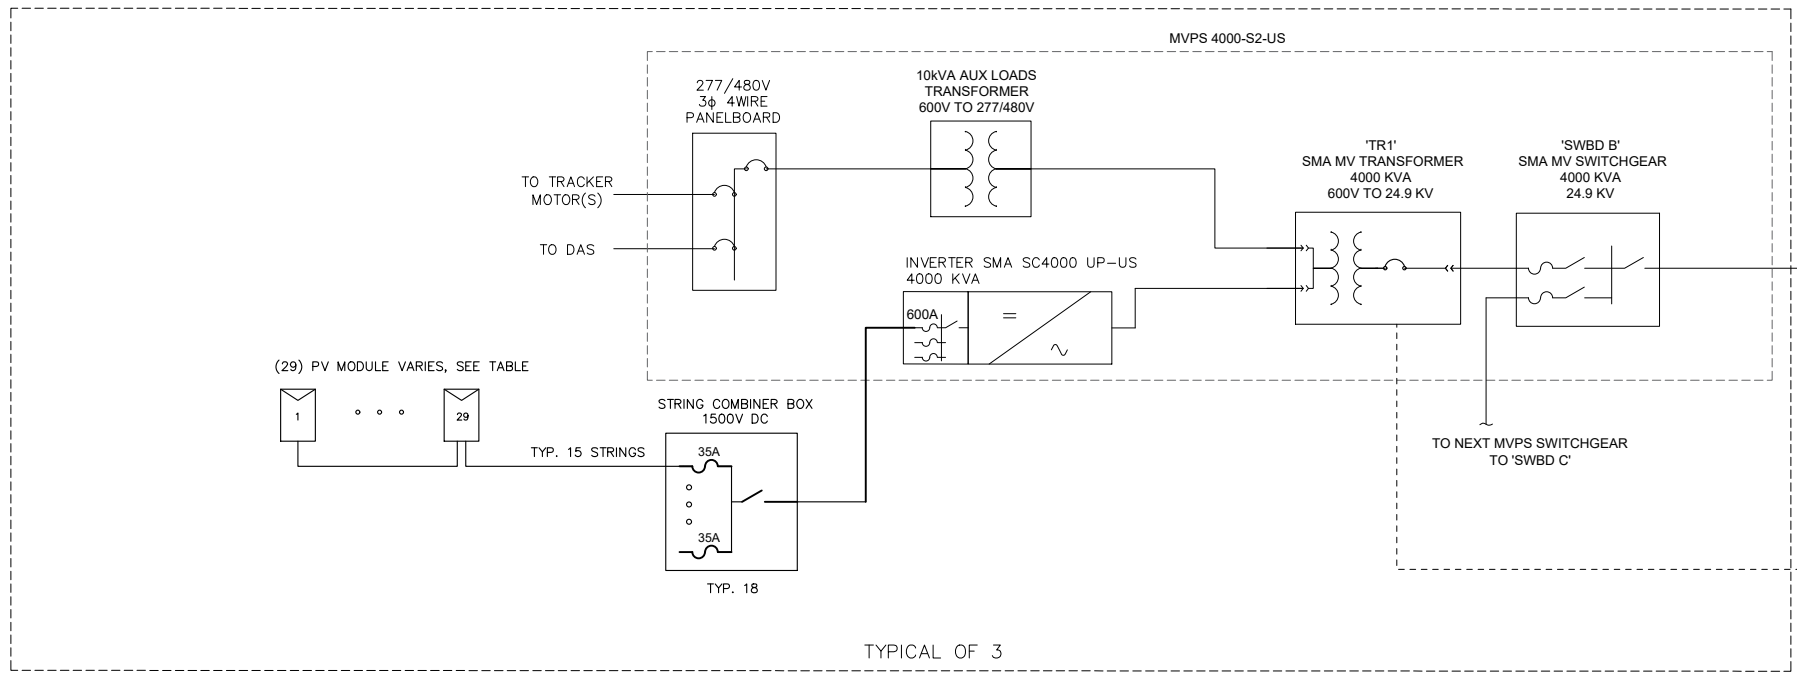 MVPS 4000-S2-US
277/480V
3ϕ 4WIRE
PANELBOARD
10kVA AUX LOADS
TRANSFORMER
600V TO 277/480V
'TR1'
SMA MV TRANSFORMER
4000 KVA
600V TO 24.9 KV
'SWBD B'
SMA MV SWITCHGEAR
4000 KVA
24.9 KV
TO TRACKER
MOTOR(S)
TO DAS
INVERTER SMA SC4000 UP-US
4000 KVA
600A
(29) PV MODULE VARIES, SEE TABLE
1
29
STRING COMBINER BOX
1500V DC
TYP. 15 STRINGS
35A
35A
TYP. 18
TO NEXT MVPS SWITCHGEAR
TO 'SWBD C'
TYPICAL OF 3